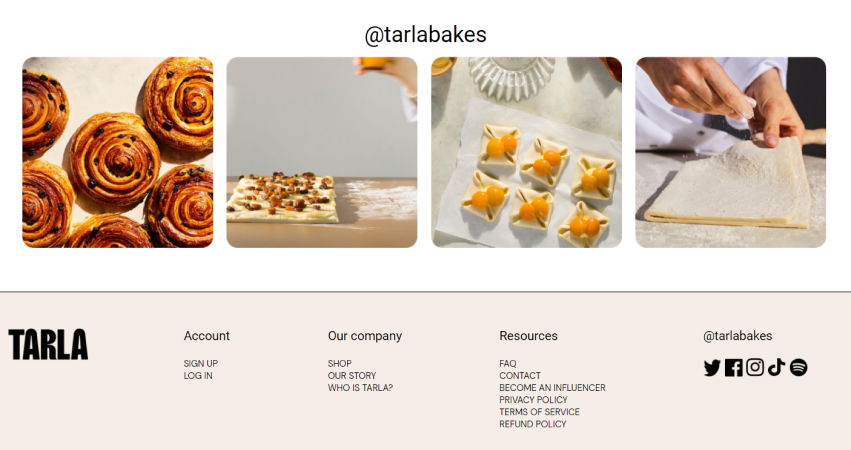 @tarlabakes
TARLA
Account
SIGN UP
LOG IN
Our company
SHOP
OUR STORY
WHO IS TARLA?
Resources
FAQ
CONTACT
BECOME AN INFLUENCER
PRIVACY POLICY
TERMS OF SERVICE
REFUND POLICY
@tarlabakes